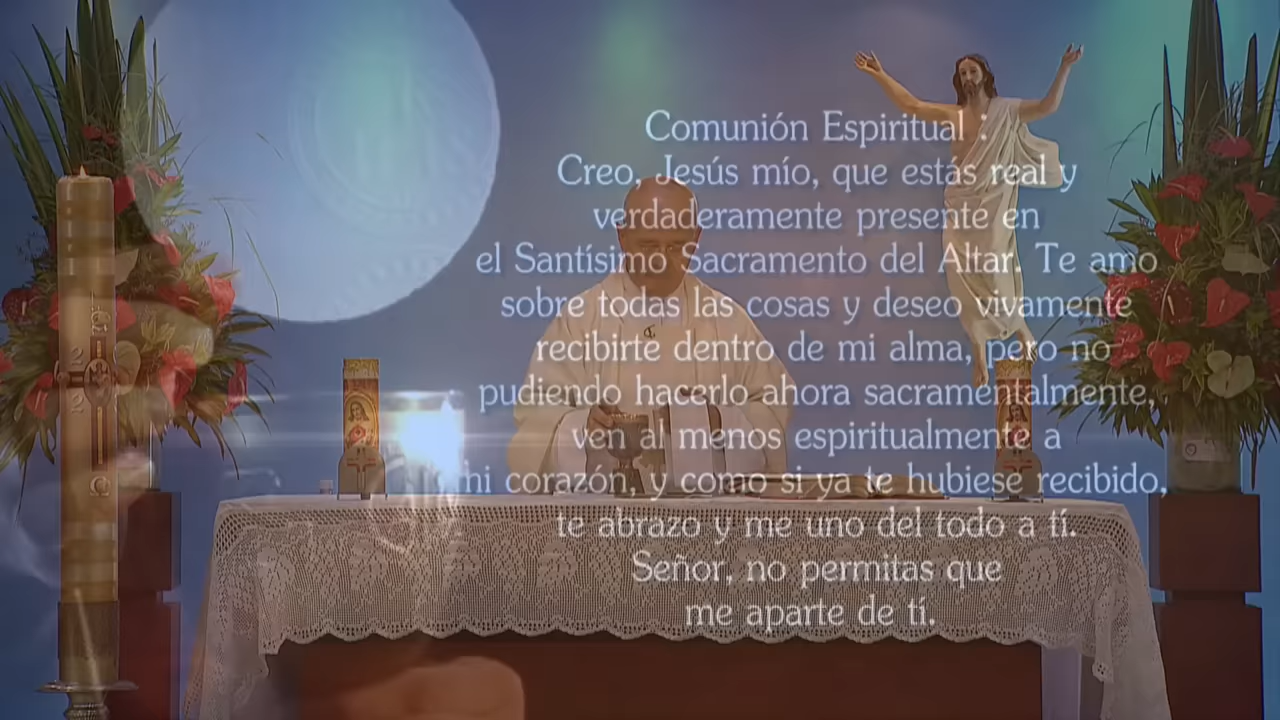 Comunión Espiritual :
Creo, Jesús mío, que estás real y
verdaderamente presente en
el Santísimo Sacramento del Altar. Te amo
sobre todas las cosas y deseo vivamente
recibirte dentro de mi alma, pero no
pudiendo hacerlo ahora sacramentalmente,
ven al menos espiritualmente a
mi corazón, y como si ya te hubiese recibido,
te abrazo y me uno del todo a tí.
Señor, no permitas que
me aparte de tí.